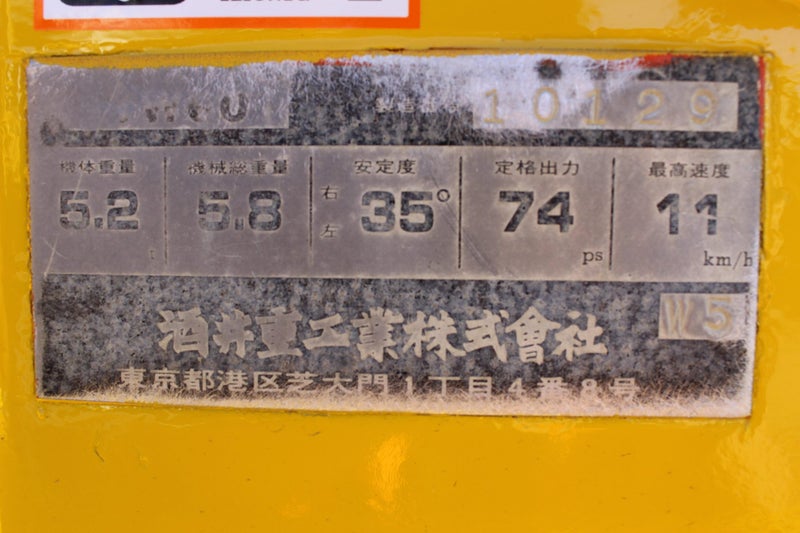 10129
機体重量 機械総重量 安定度 定格出力 最高速度
5.2 5.8 右 左 35° 74 11
t ps km/h
酒井重工業株式會社 W5
東京都港区芝大門1丁目4番8号